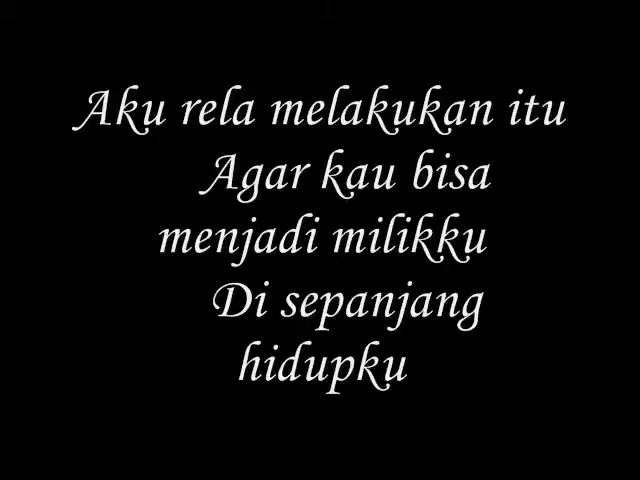 Aku rela melakukan itu
Agar kau bisa
menjadi milikku
Di sepanjang
hidupku